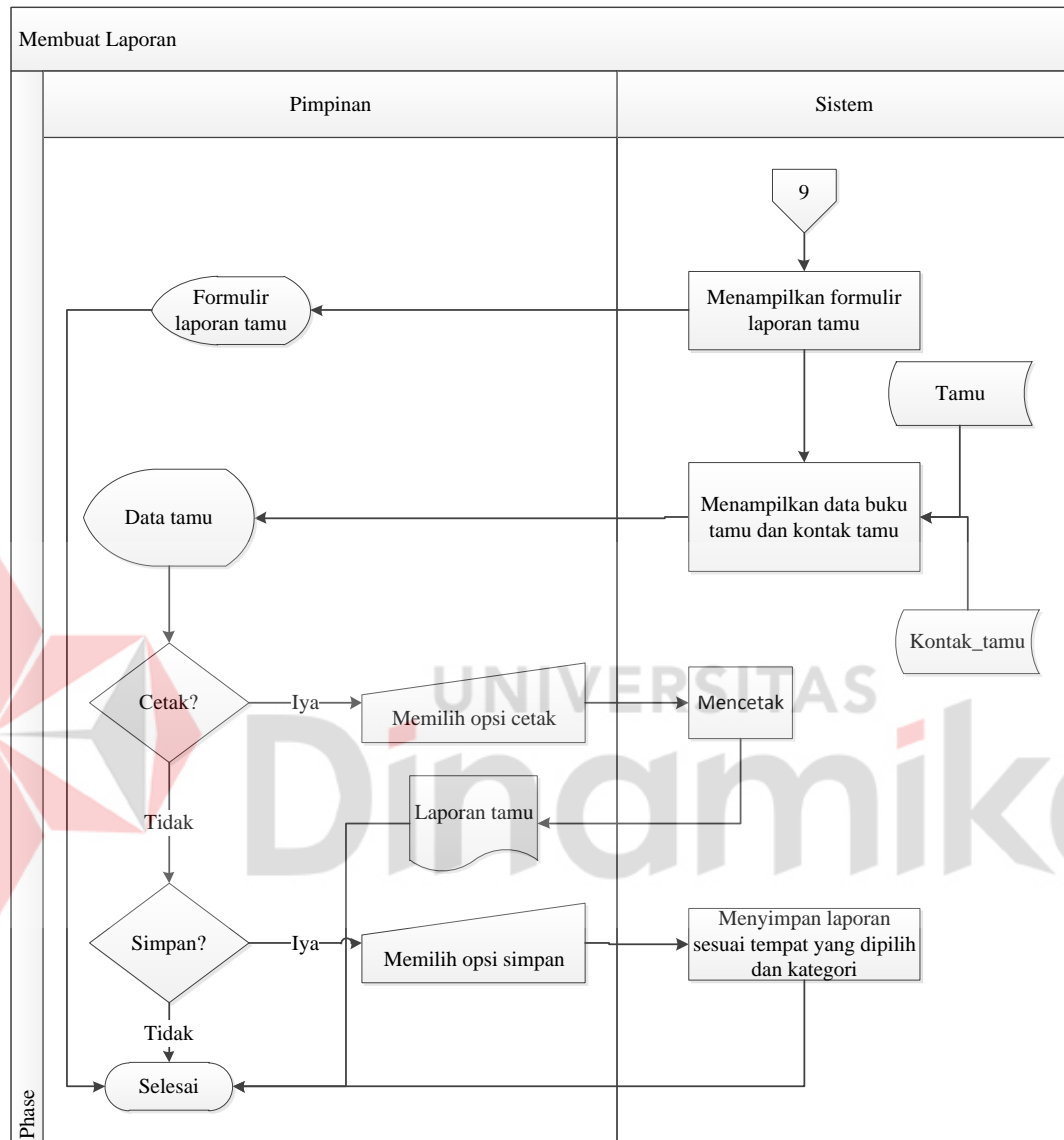 Membuat Laporan
Pimpinan
Sistem
9
Formulir
laporan tamu
Menampilkan formulir
laporan tamu
Tamu
Data tamu
Menampilkan data buku
tamu dan kontak tamu
Kontak_tamu
UNIVERSITAS
Dinamika
Cetak?
Iya
Memilih opsi cetak
Mencetak
Laporan tamu
Tidak
Simpan?
Iya
Memilih opsi simpan
Menyimpan laporan
sesuai tempat yang dipilih
dan kategori
Tidak
Selesai
Phase